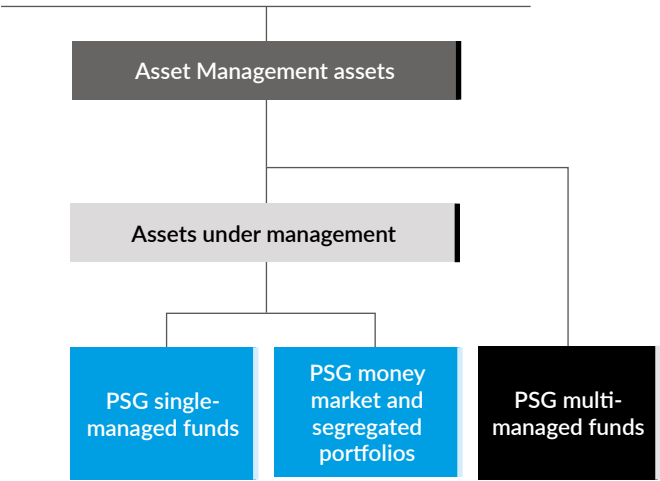 Asset Management assets
Assets under management
PSG single-
managed funds
PSG money
market and
segregated
portfolios
PSG multi-
managed funds